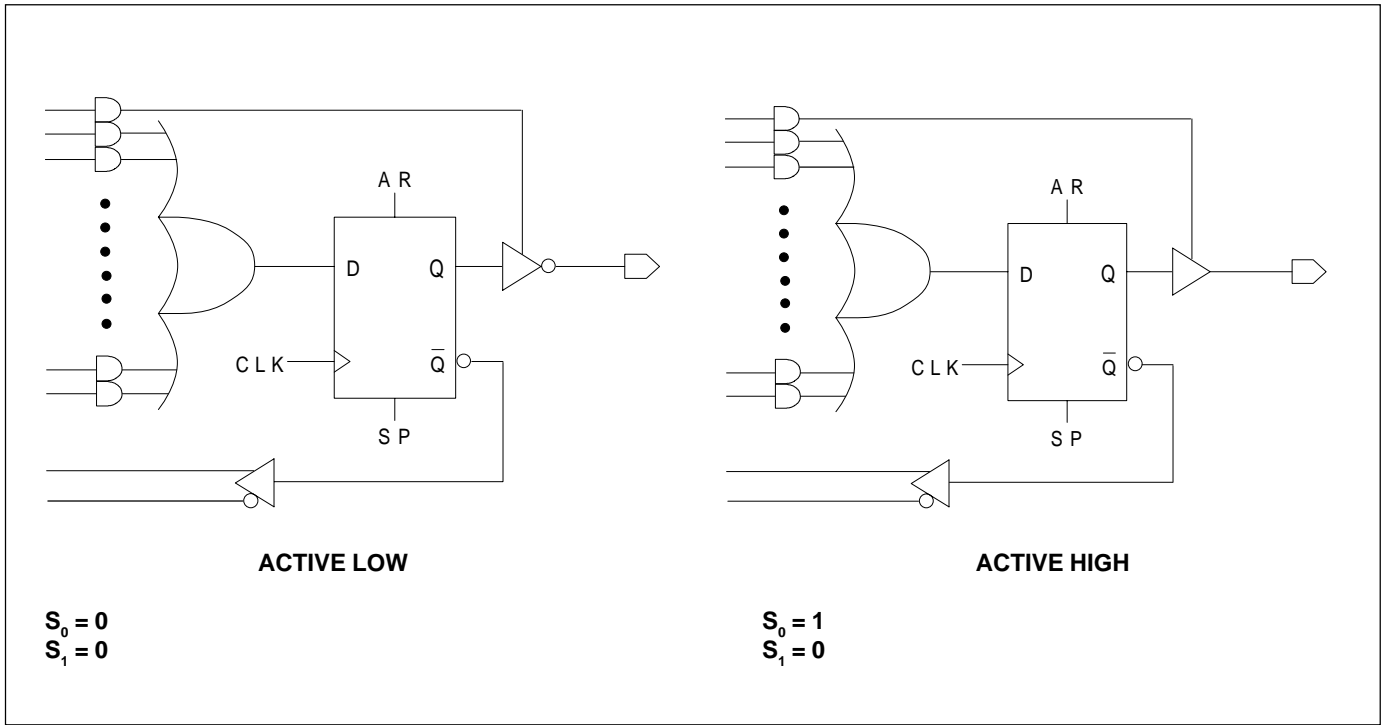 A R
D Q
C L K Q̅
S P
ACTIVE LOW
S₀ = 0
S₁ = 0
A R
D Q
C L K Q̅
S P
ACTIVE HIGH
S₀ = 1
S₁ = 0